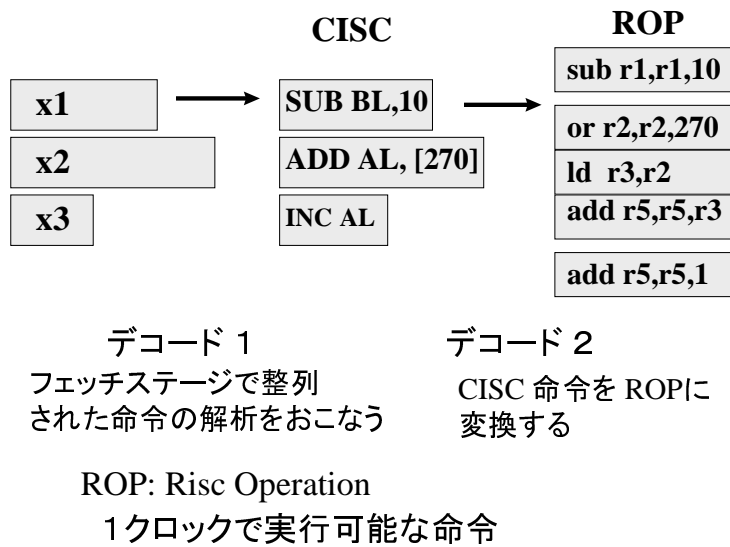 CISC
ROP
x1
x2
x3
SUB BL,10
ADD AL, [270]
INC AL
sub r1,r1,10
or r2,r2,270
ld r3,r2
add r5,r5,r3
add r5,r5,1
デコード 1
フェッチステージで整列
された命令の解析をおこなう
デコード 2
CISC 命令を ROPに
変換する
ROP: Risc Operation
1クロックで実行可能な命令